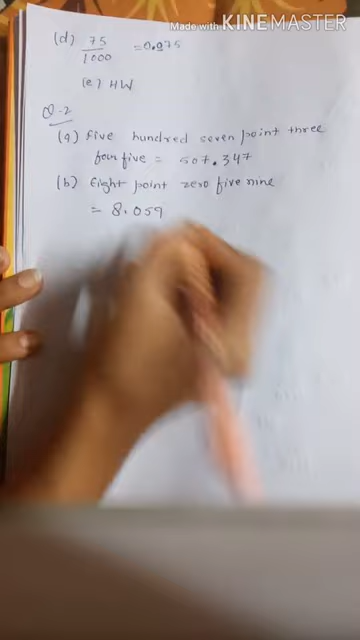 Made with KINEMASTER
(d) 75/1000 = 0.075
(e) HW
Q-2
(a) five hundred seven point three
four five = 507.347
(b) Eight point zero five nine
= 8.059